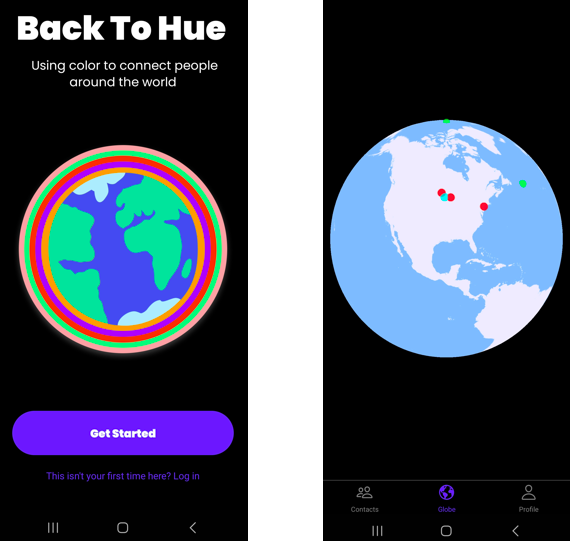 Back To Hue
Using color to connect people
around the world
Get Started
This isn't your first time here? Log in
Contacts
Globe
Profile